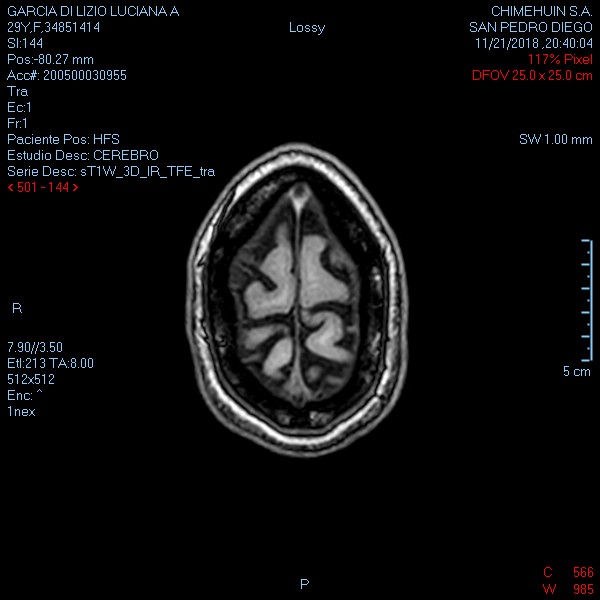 GARCIA DI LIZIO LUCIANA A
29Y,F,34851414
Sl:144
Pos:-80.27 mm
Acc#: 200500030955
Tra
Ec:1
Fr:1
Paciente Pos: HFS
Estudio Desc: CEREBRO
Serie Desc: sT1W_3D_IR_TFE_tra
< 501 - 144 >
Lossy
CHIMEHUIN S.A.
SAN PEDRO DIEGO
11/21/2018 ,20:40:04
117% Pixel
DFOV 25.0 x 25.0 cm
SW 1.00 mm
R
7.90//3.50
Etl:213 TA:8.00
512x512
Enc: ^
1nex
5 cm
P
C 566
W 985